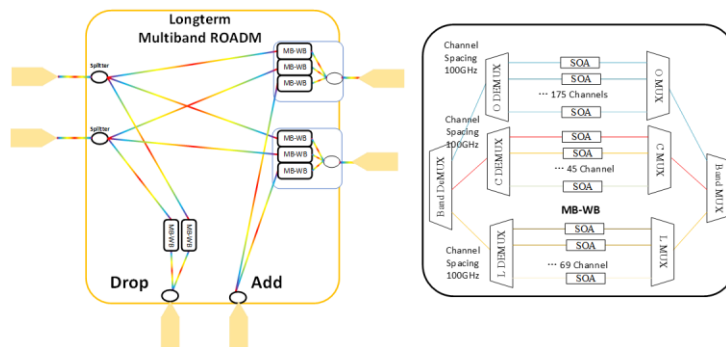 Longterm
Multiband ROADM
Splitter
Splitter
MB-WB
MB-WB
MB-WB
MB-WB
MB-WB
MB-WB
MB-WB
MB-WB
Drop
Add
Channel
Spacing
100GHz
O DEMUX
SOA
SOA
... 175 Channels
SOA
O MUX
Channel
Spacing
100GHz
Band DeMUX
C DEMUX
SOA
SOA
... 45 Channel
SOA
C MUX
Band MUX
MB-WB
Channel
Spacing
100GHz
L DEMUX
SOA
SOA
... 69 Channel
SOA
L MUX